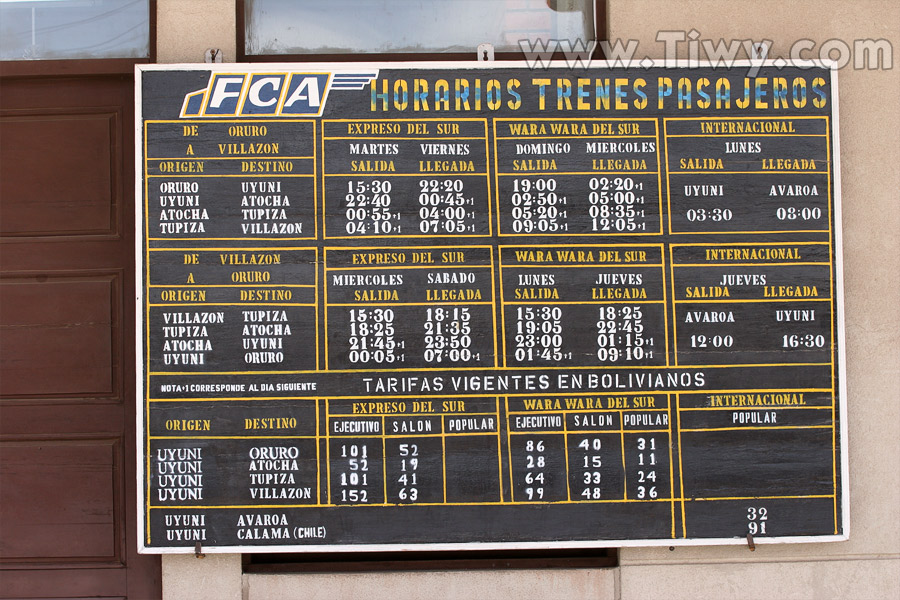 www.Tiwy.com
FCA HORARIOS TRENES PASAJEROS
DE ORURO A VILLAZON
EXPRESO DEL SUR
WARA WARA DEL SUR
INTERNACIONAL
MARTES VIERNES DOMINGO MIERCOLES LUNES
ORIGEN DESTINO SALIDA LLEGADA SALIDA LLEGADA SALIDA LLEGADA
ORURO UYUNI 15:30 22:20 19:00 02:20+1 UYUNI AVAROA
UYUNI ATOCHA 22:40 00:45+1 02:50+1 05:00+1 03:30 08:00
ATOCHA TUPIZA 00:55+1 04:00+1 05:20+1 08:35+1
TUPIZA VILLAZON 04:10+1 07:05+1 09:05+1 12:05+1
DE VILLAZON A ORURO
EXPRESO DEL SUR
WARA WARA DEL SUR
INTERNACIONAL
MIERCOLES SABADO LUNES JUEVES JUEVES
ORIGEN DESTINO SALIDA LLEGADA SALIDA LLEGADA SALIDA LLEGADA
VILLAZON TUPIZA 15:30 18:15 15:30 18:25 AVAROA UYUNI
TUPIZA ATOCHA 18:25 21:35 19:05 22:45 12:00 16:30
ATOCHA UYUNI 21:45+1 23:50 23:00 01:15+1
UYUNI ORURO 00:05+1 07:00+1 01:45+1 09:10+1
NOTA+1 CORRESPONDE AL DIA SIGUIENTE TARIFAS VIGENTES EN BOLIVIANOS
ORIGEN DESTINO EXPRESO DEL SUR WARA WARA DEL SUR INTERNACIONAL
EJECUTIVO SALON POPULAR EJECUTIVO SALON POPULAR POPULAR
UYUNI ORURO 101 52 86 40 31
UYUNI ATOCHA 52 19 28 15 11
UYUNI TUPIZA 101 41 64 33 24
UYUNI VILLAZON 152 63 99 48 36
UYUNI AVAROA 32
UYUNI CALAMA (CHILE) 91